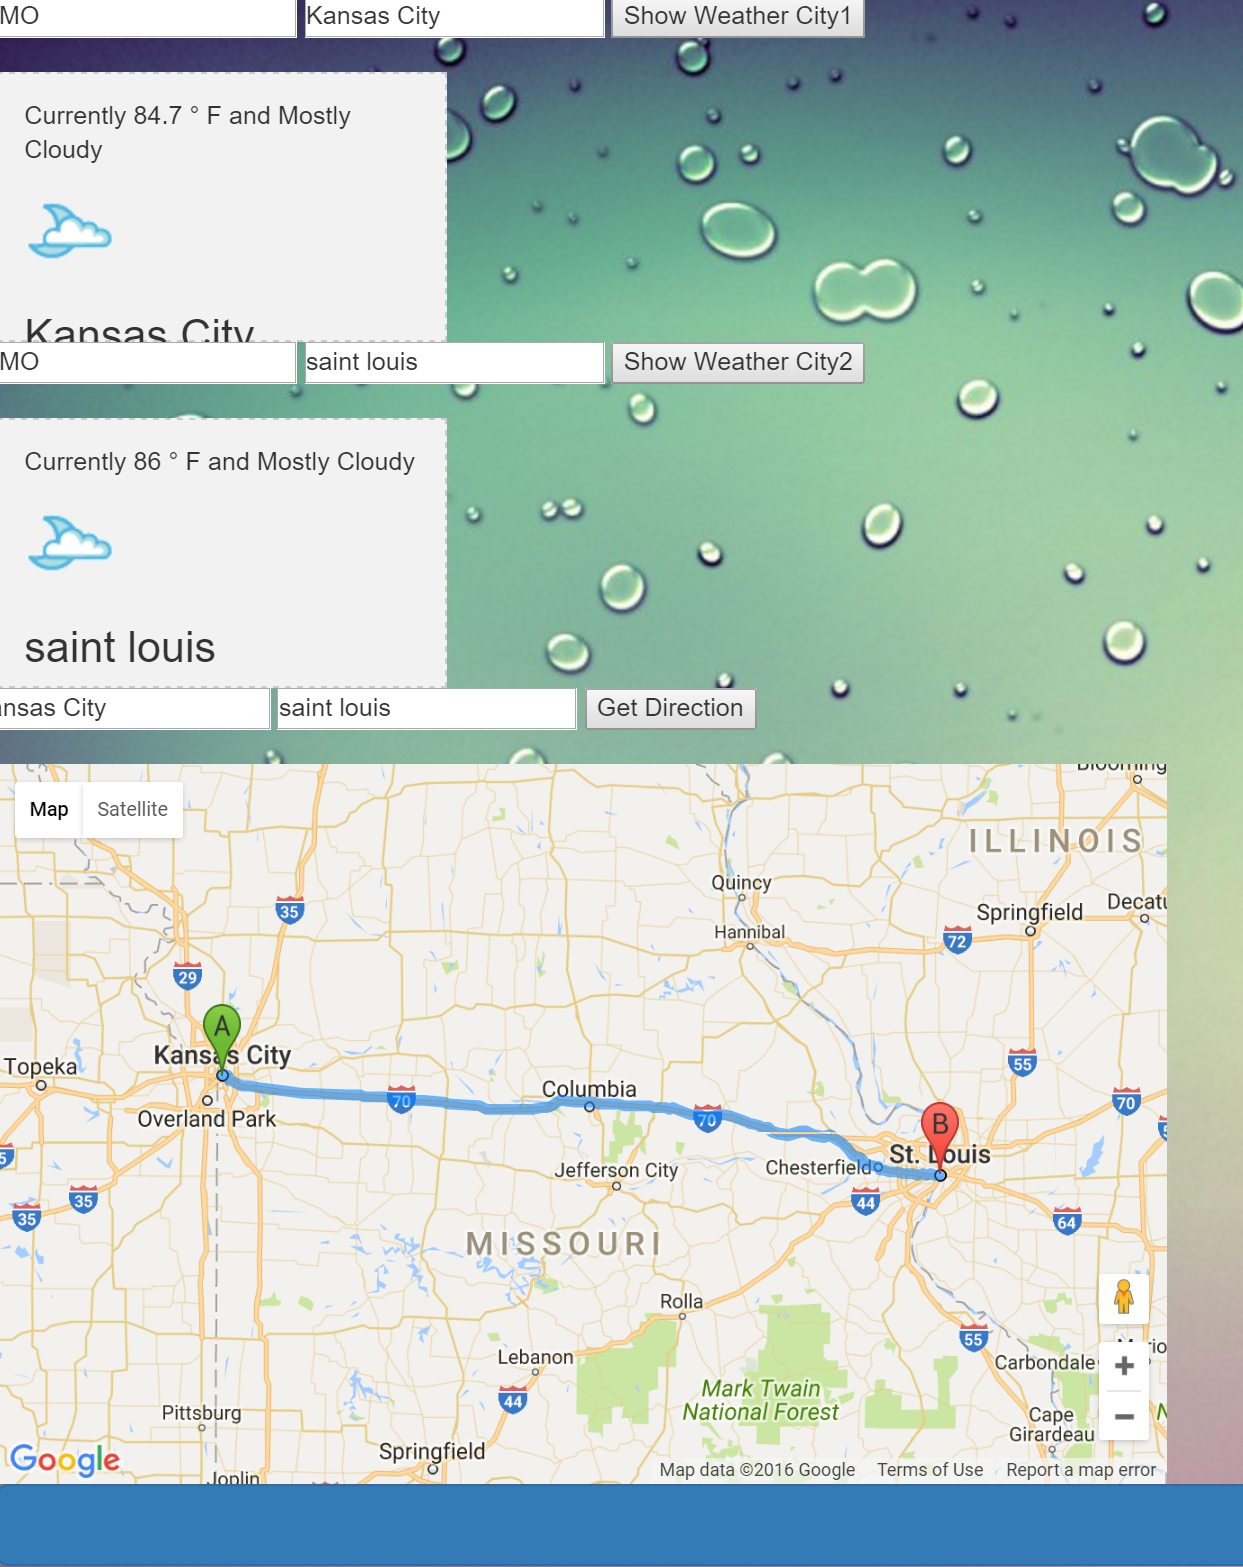 MO Kansas City Show Weather City1
Currently 84.7 ° F and Mostly
Cloudy
Kansas City
MO saint louis Show Weather City2
Currently 86 ° F and Mostly Cloudy
saint louis
ansas City saint louis Get Direction
Map Satellite
Blooming
ILLINOIS
Quincy
Springfield
Decatu
Hannibal
35
72
29
A
Kansas City
Topeka
55
Columbia
70
70
70
Overland Park
B
St. Louis
Chesterfield
Jefferson City
5
35
35
44
64
MISSOURI
Rolla
55
Lebanon
Carbondale
Mario
44
Mark Twain
National Forest
Pittsburg
Cape
Girardeau
N
Springfield
Joplin
Google
Map data ©2016 Google Terms of Use Report a map error